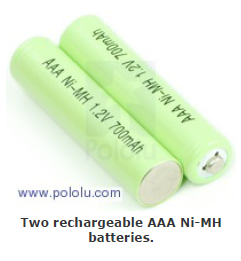 AAA Ni-MH 1.2V 700mAh
AAA Ni-MH 1.2V 700mAh
Pololu
www.pololu.com
Two rechargeable AAA Ni-MH
batteries.